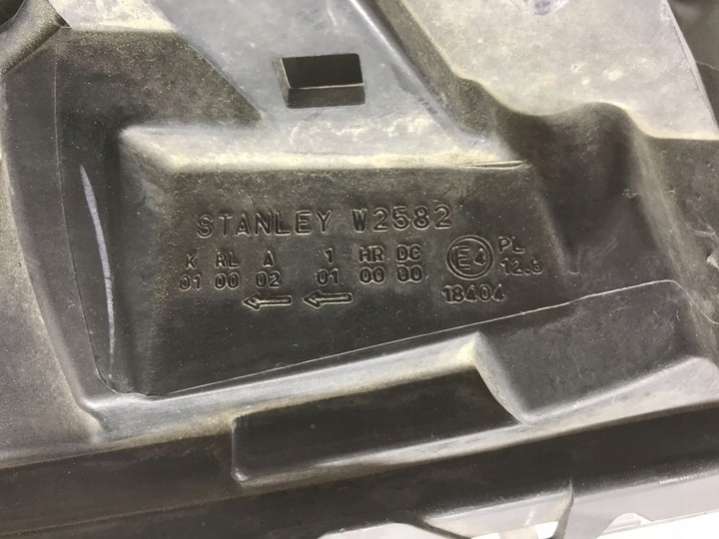 STANLEY W2582
K RL A 1 HR DC E4 PL
01 00 02 01 00 00 12.5
18404